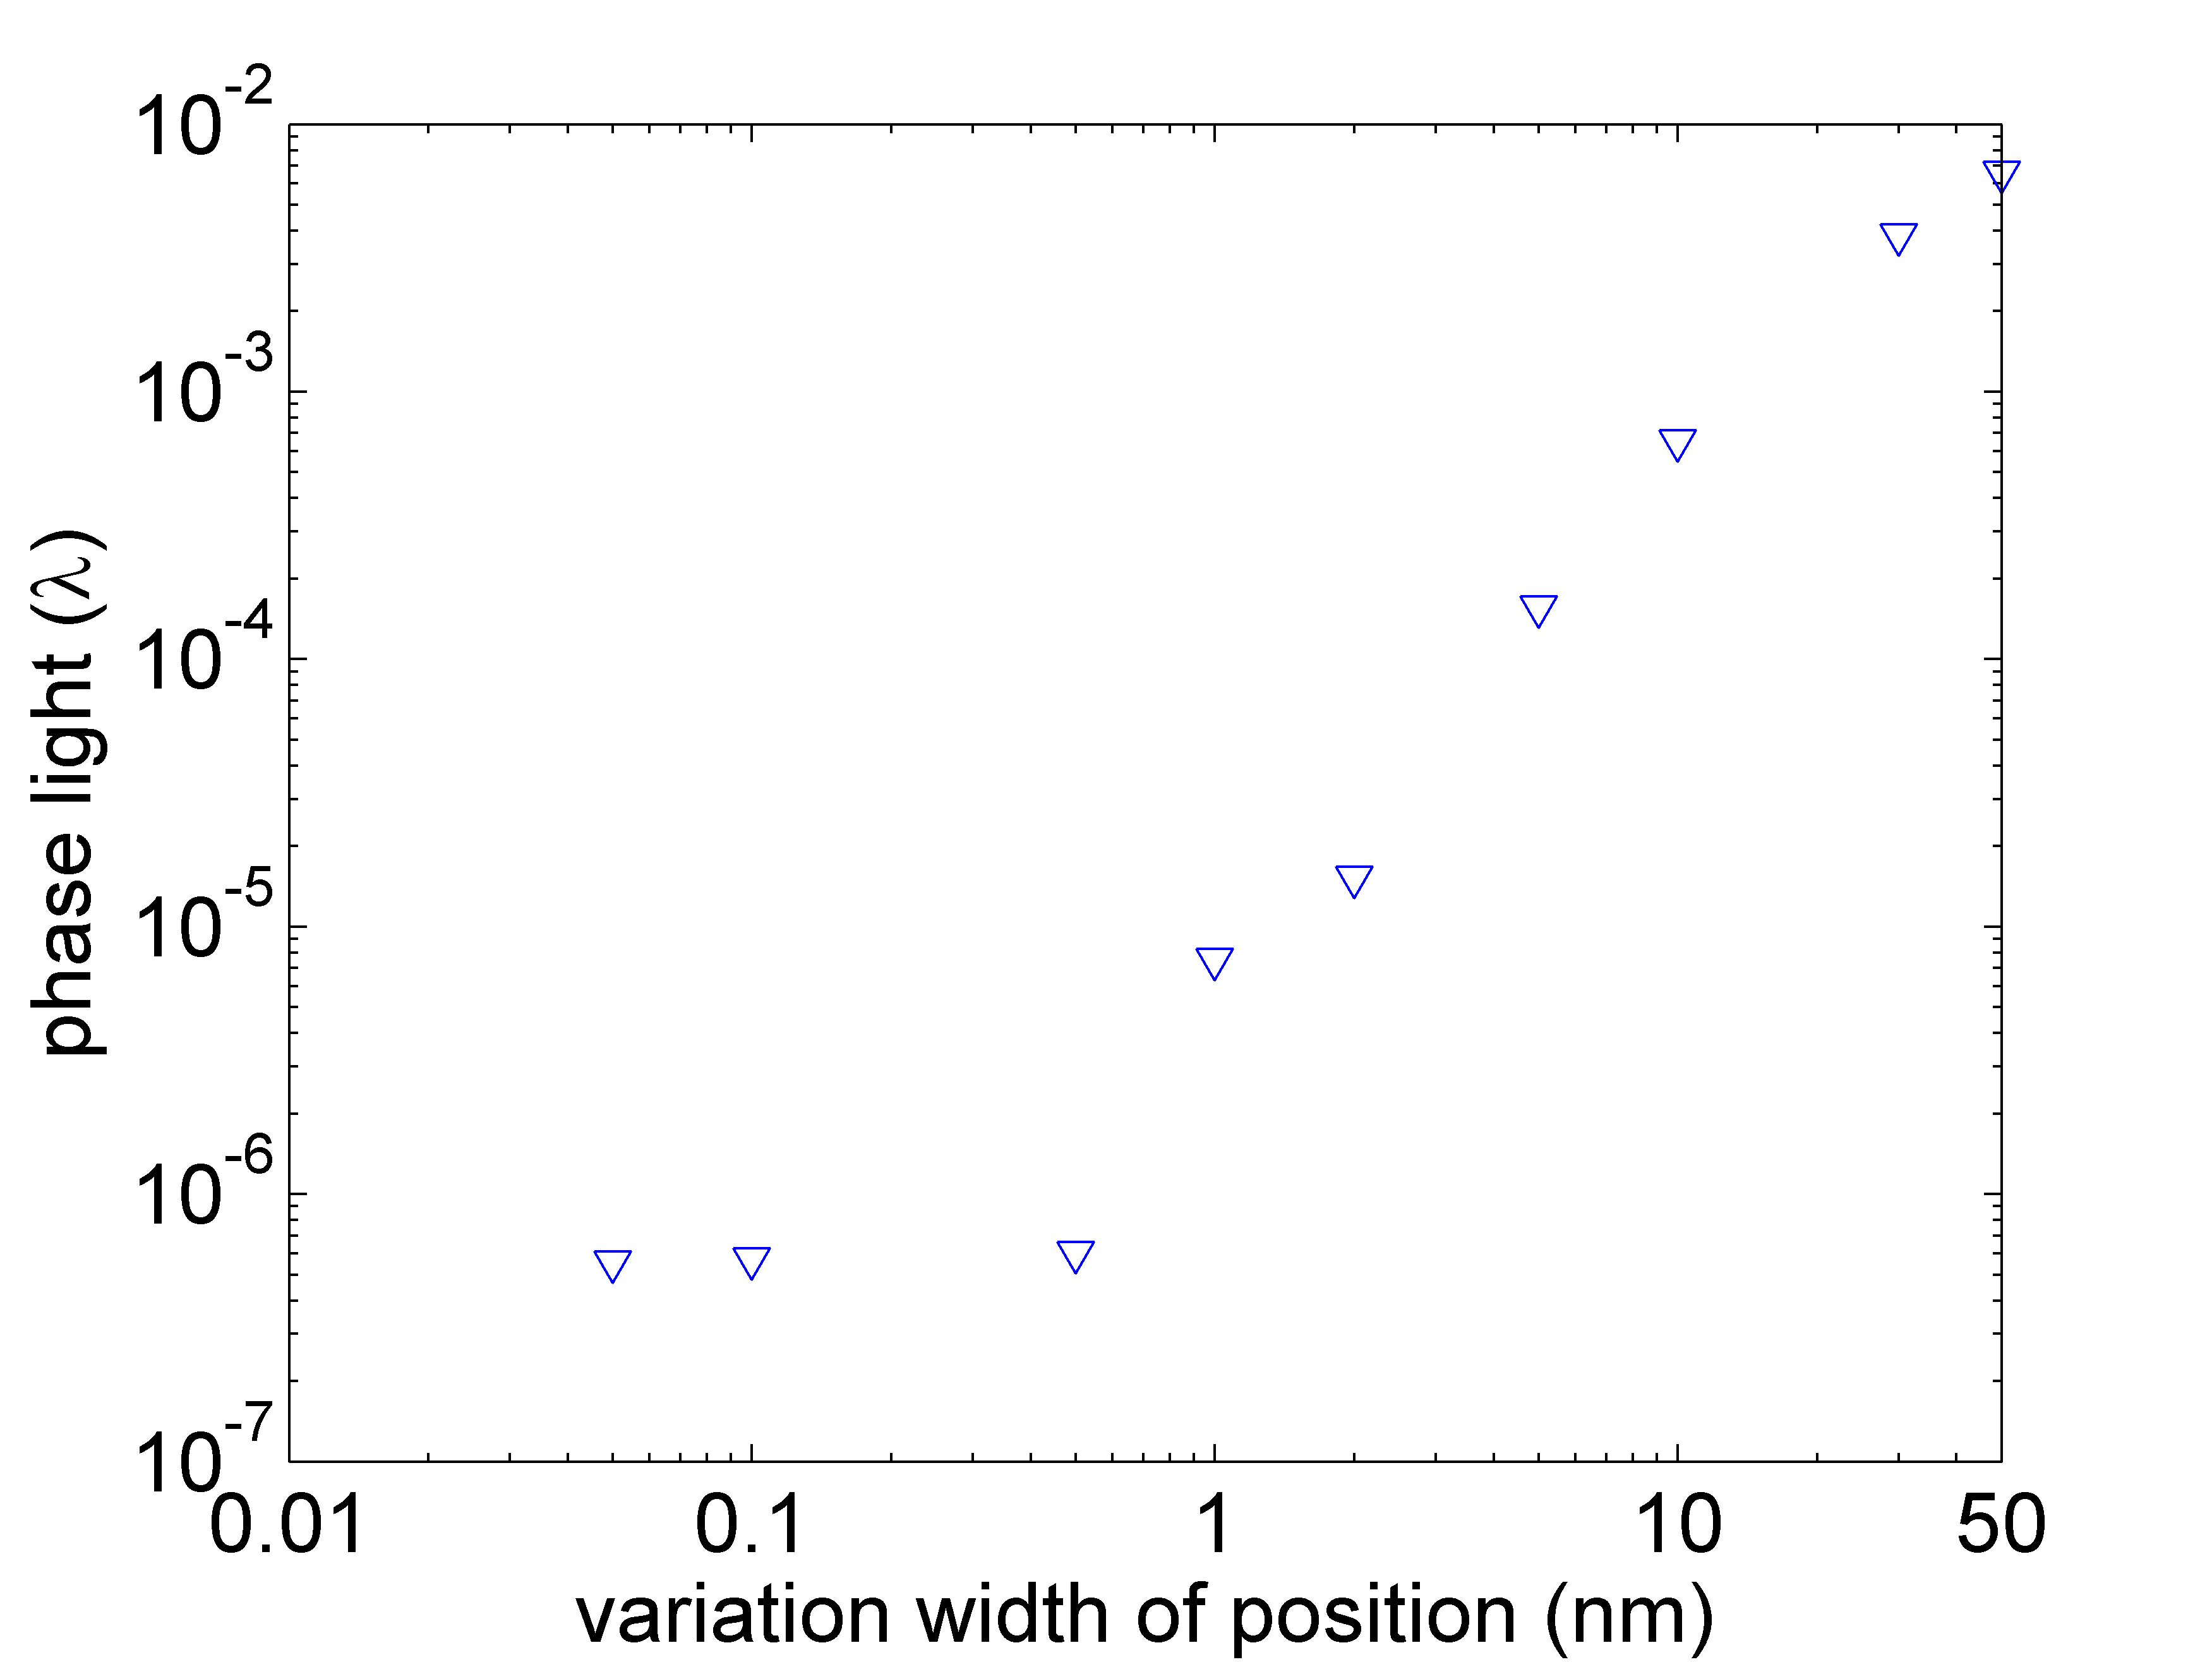 10^-2
10^-3
10^-4
10^-5
10^-6
10^-7
phase light (λ)
0.01 0.1 1 10 50
variation width of position (nm)